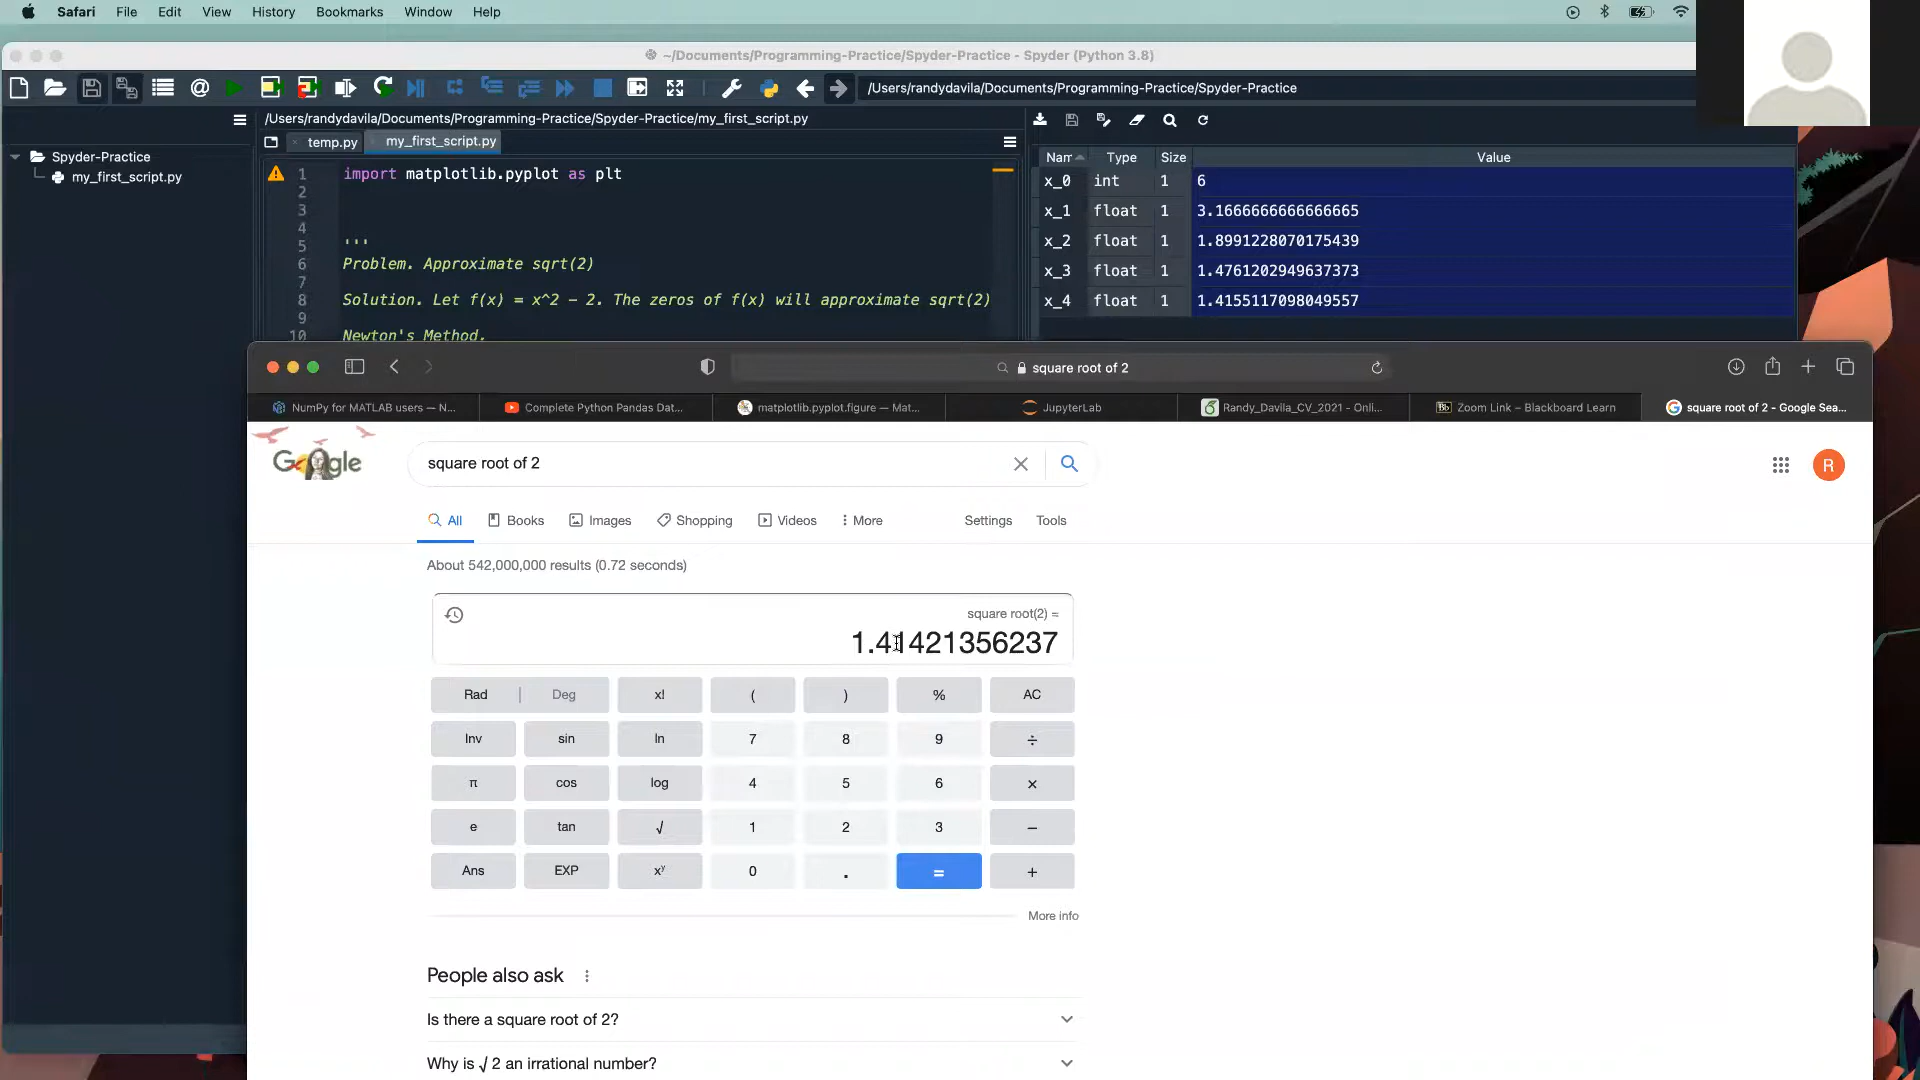 Safari File Edit View History Bookmarks Window Help
~/Documents/Programming-Practice/Spyder-Practice - Spyder (Python 3.8)
/Users/randydavila/Documents/Programming-Practice/Spyder-Practice
/Users/randydavila/Documents/Programming-Practice/Spyder-Practice/my_first_script.py
temp.py my_first_script.py
Spyder-Practice
my_first_script.py
1 import matplotlib.pyplot as plt
2
3
4
5 '''
6 Problem. Approximate sqrt(2)
7
8 Solution. Let f(x) = x^2 - 2. The zeros of f(x) will approximate sqrt(2)
9
10 Newton's Method.
Nar Type Size Value
x_0 int 1 6
x_1 float 1 3.1666666666666665
x_2 float 1 1.8991228070175439
x_3 float 1 1.4761202949637373
x_4 float 1 1.4155117098049557
square root of 2
NumPy for MATLAB users — N... Complete Python Pandas Dat... matplotlib.pyplot.figure — Mat... JupyterLab Randy_Davila_CV_2021 - Onli... Bb Zoom Link – Blackboard Learn square root of 2 - Google Sea...
Google
square root of 2
R
All Books Images Shopping Videos More Settings Tools
About 542,000,000 results (0.72 seconds)
square root(2) =
1.41421356237
Rad | Deg x! ( ) % AC
Inv sin ln 7 8 9 ÷
π cos log 4 5 6 ×
e tan √ 1 2 3 −
Ans EXP xʸ 0 . = +
More info
People also ask
Is there a square root of 2?
Why is √ 2 an irrational number?